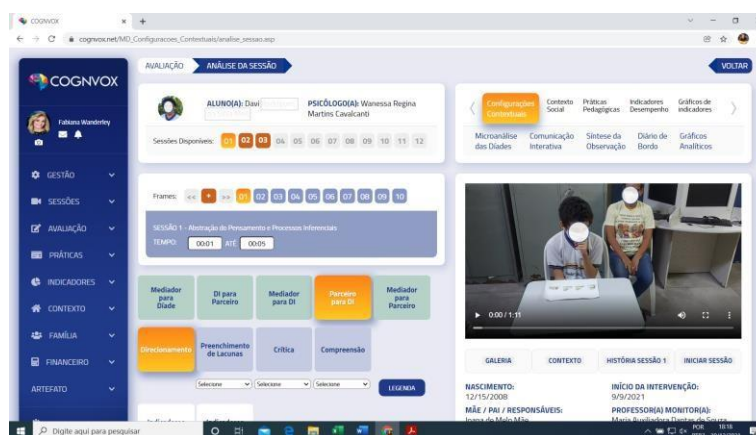 COGNVOX
cognvox.net/MD_Configuracoes_Contextuais/analise_sessao.asp
COGNVOX
Fabiana Wanderley
GESTÃO
SESSÕES
AVALIAÇÃO
PRÁTICAS
INDICADORES
CONTEXTO
FAMÍLIA
FINANCEIRO
ARTEFATO
AVALIAÇÃO
ANÁLISE DA SESSÃO
VOLTAR
ALUNO(A): Davi
PSICÓLOGO(A): Wanessa Regina
Martins Cavalcanti
Sessões Disponíveis: 01 02 03 04 05 06 07 08 09 10 11 12
Configurações
Contextuais
Contexto
Social
Práticas
Pedagógicas
Indicadores
Desempenho
Gráficos de
indicadores
Microanálise
das Díades
Comunicação
Interativa
Síntese da
Observação
Diário de
Bordo
Gráficos
Analíticos
Frames: << * >> 01 02 03 04 05 06 07 08 09 10
SESSÃO 1 - Abstração do Pensamento e Processos Inferenciais
TEMPO: 00:01 ATÉ 00:05
Mediador
para
Díade
DI para
Parceiro
Mediador
para DI
Parceiro
para DI
Mediador
para
Parceiro
Direcionamento
Preenchimento
de Lacunas
Crítica
Compreensão
Selecione
Selecione
Selecione
LEGENDA
0:00 / 1:11
GALERIA
CONTEXTO
HISTÓRIA SESSÃO 1
INICIAR SESSÃO
NASCIMENTO:
12/15/2008
INÍCIO DA INTERVENÇÃO:
9/9/2021
MÃE / PAI / RESPONSÁVEIS:
PROFESSOR(A) MONITOR(A):
Maria Auxiliadora Dantas de Souza
Digite aqui para pesquisar
POR
18:18